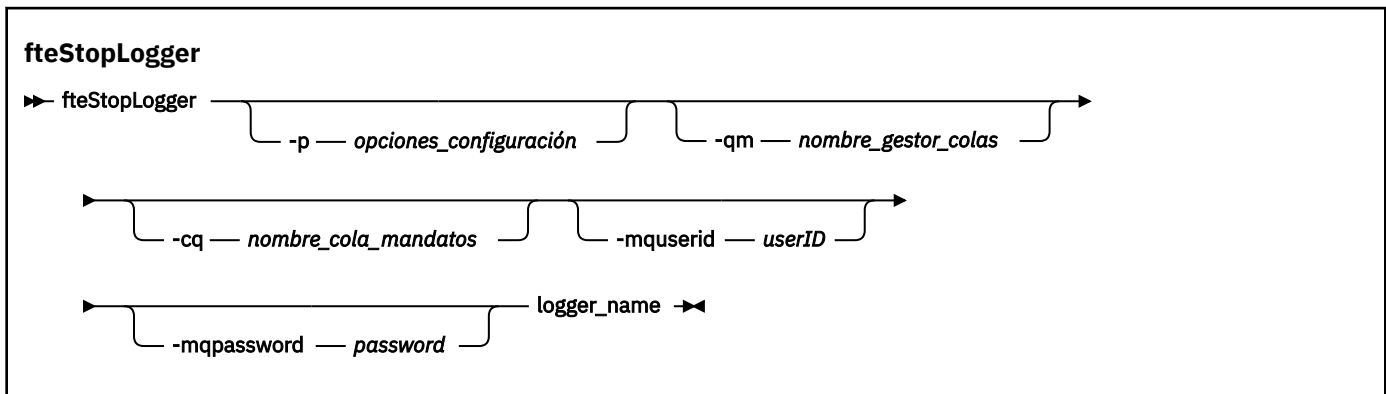 fteStopLogger
fteStopLogger
-p opciones_configuración -qm nombre_gestor_colas
-cq nombre_cola_mandatos -mquserid userID
logger_name
-mqpassword password